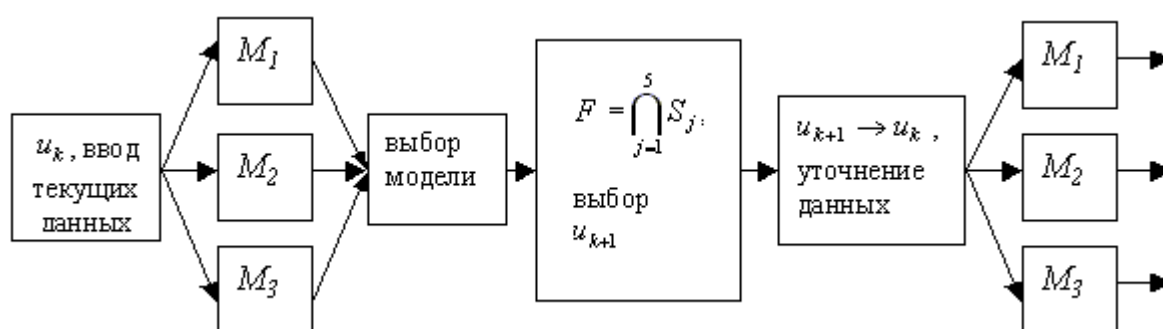 u_k, ввод
текущих
данных
M_1
M_2
M_3
выбор
модели
F = ⋂_{j=1}^{5} S_j,
выбор
u_{k+1}
u_{k+1} → u_k ,
уточнение
данных
M_1
M_2
M_3